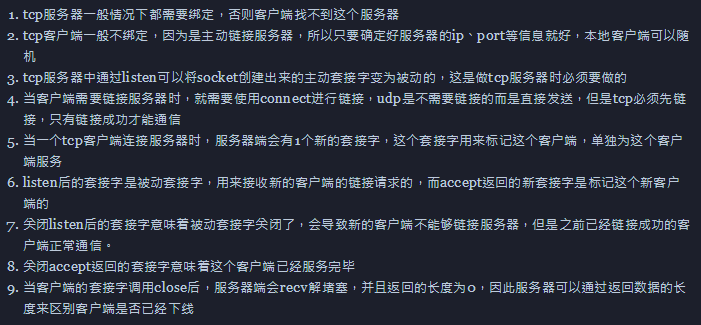 1. tcp服务器一般情况下都需要绑定，否则客户端找不到这个服务器
2. tcp客户端一般不绑定，因为是主动链接服务器，所以只要确定好服务器的ip、port等信息就好，本地客户端可以随
机
3. tcp服务器中通过listen可以将socket创建出来的主动套接字变为被动的，这是做tcp服务器时必须要做的
4. 当客户端需要链接服务器时，就需要使用connect进行链接，udp是不需要链接的而是直接发送，但是tcp必须先链
接，只有链接成功才能通信
5. 当一个tcp客户端连接服务器时，服务器端会有1个新的套接字，这个套接字用来标记这个客户端，单独为这个客户
端服务
6. listen后的套接字是被动套接字，用来接收新的客户端的链接请求的，而accept返回的新套接字是标记这个新客户
端的
7. 关闭listen后的套接字意味着被动套接字关闭了，会导致新的客户端不能够链接服务器，但是之前已经链接成功的客
户端正常通信。
8. 关闭accept返回的套接字意味着这个客户端已经服务完毕
9. 当客户端的套接字调用close后，服务器端会recv解堵塞，并且返回的长度为0，因此服务器可以通过返回数据的长
度来区别客户端是否已经下线